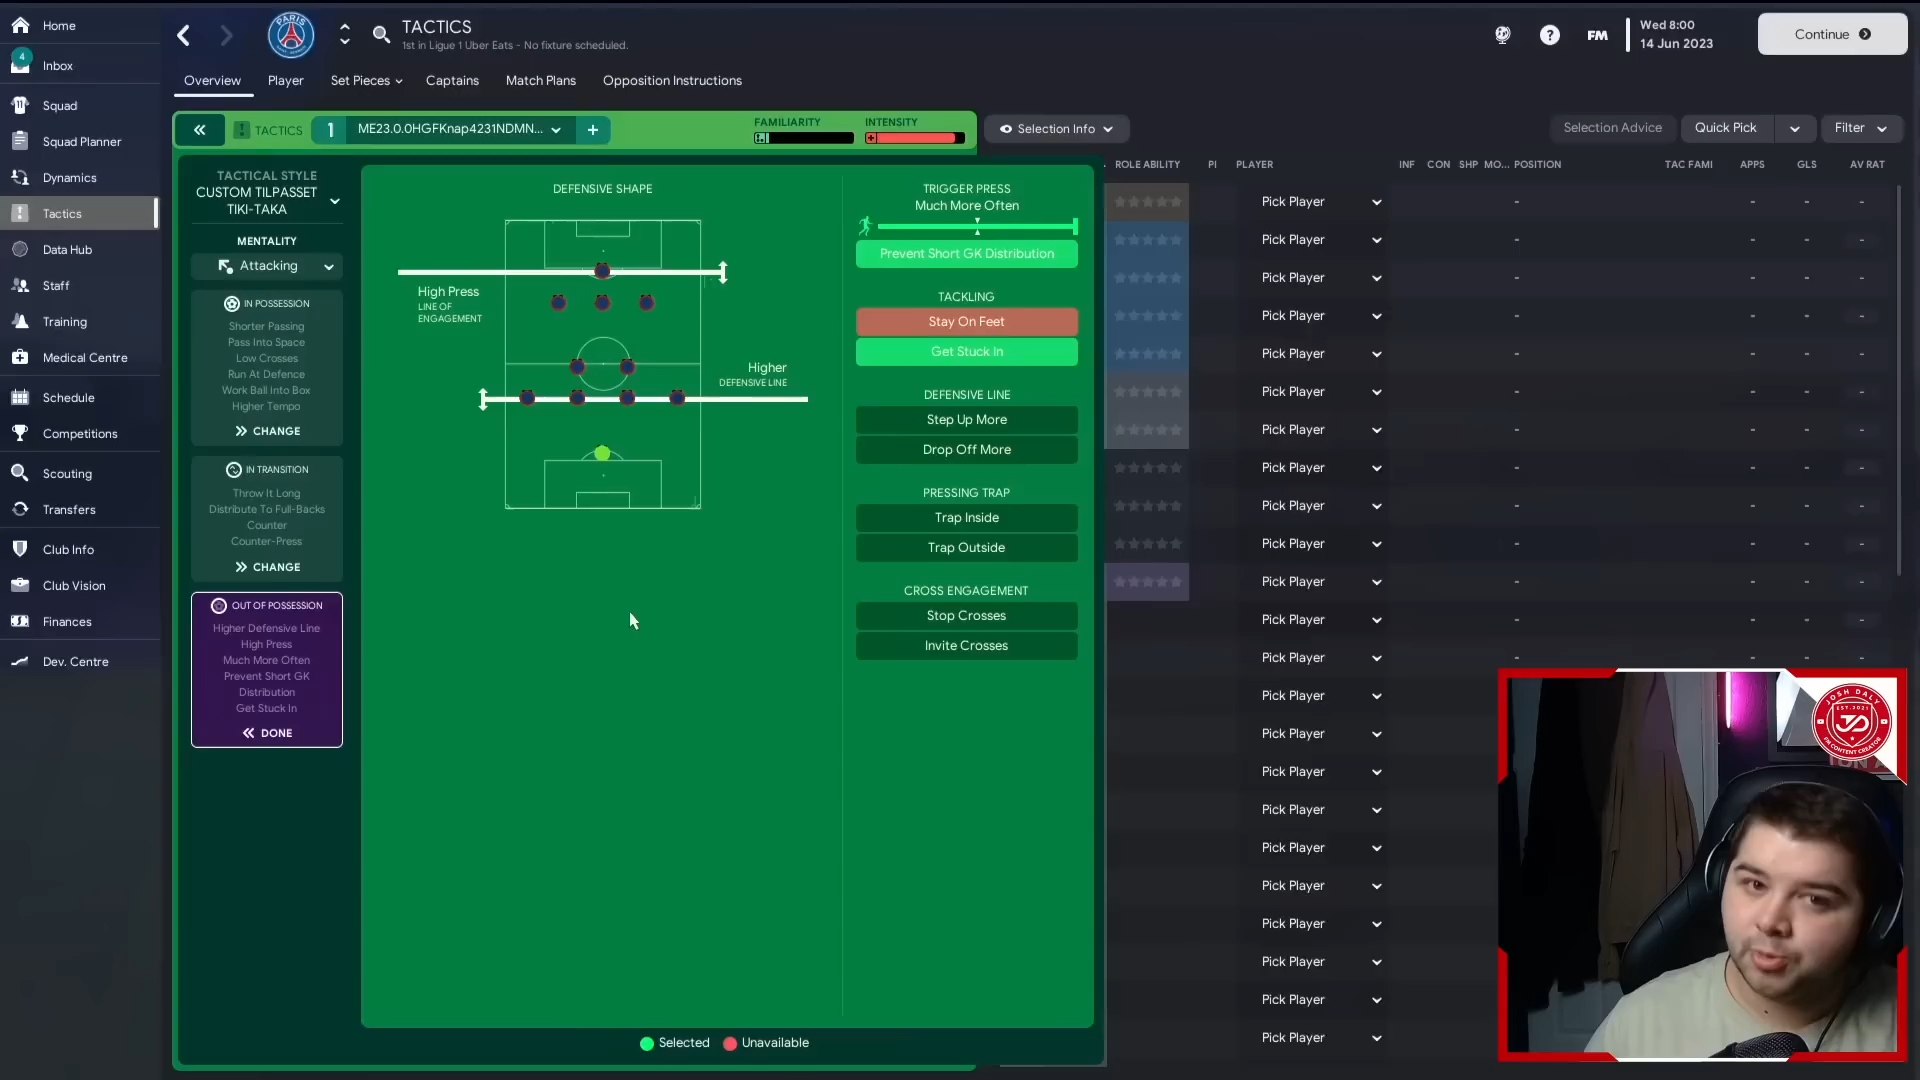 Home
4
Inbox
Squad
Squad Planner
Dynamics
Tactics
Data Hub
Staff
Training
Medical Centre
Schedule
Competitions
Scouting
Transfers
Club Info
Club Vision
Finances
Dev. Centre
PARIS
TACTICS
1st in Ligue 1 Uber Eats - No fixture scheduled.
FM
Wed 8:00
14 Jun 2023
Continue
Overview
Player
Set Pieces
Captains
Match Plans
Opposition Instructions
TACTICS
1
ME23.0.0HGFKnap4231NDMN...
+
FAMILIARITY
INTENSITY
Selection Info
Selection Advice
Quick Pick
Filter
TACTICAL STYLE
CUSTOM TILPASSET
TIKI-TAKA
MENTALITY
Attacking
IN POSSESSION
Shorter Passing
Pass Into Space
Low Crosses
Run At Defence
Work Ball Into Box
Higher Tempo
CHANGE
IN TRANSITION
Throw It Long
Distribute To Full-Backs
Counter
Counter-Press
CHANGE
OUT OF POSSESSION
Higher Defensive Line
High Press
Much More Often
Prevent Short GK
Distribution
Get Stuck In
DONE
DEFENSIVE SHAPE
High Press
LINE OF
ENGAGEMENT
Higher
DEFENSIVE LINE
TRIGGER PRESS
Much More Often
Prevent Short GK Distribution
TACKLING
Stay On Feet
Get Stuck In
DEFENSIVE LINE
Step Up More
Drop Off More
PRESSING TRAP
Trap Inside
Trap Outside
CROSS ENGAGEMENT
Stop Crosses
Invite Crosses
Selected
Unavailable
ROLE ABILITY PI PLAYER INF CON SHP MO... POSITION TAC FAMI APPS GLS AV RAT
Pick Player - - - -
Pick Player - - - -
Pick Player - - - -
Pick Player - - - -
Pick Player - - - -
Pick Player - - - -
Pick Player - - - -
Pick Player - - - -
Pick Player - - - -
Pick Player - - - -
Pick Player - - - -
Pick Player - - - -
Pick Player - - - -
Pick Player
Pick Player
Pick Player
Pick Player
Pick Player
Pick Player
Pick Player
Pick Player
Pick Player
Pick Player
JOSH DALY
EST. 2021
JD
FM CONTENT CREATOR